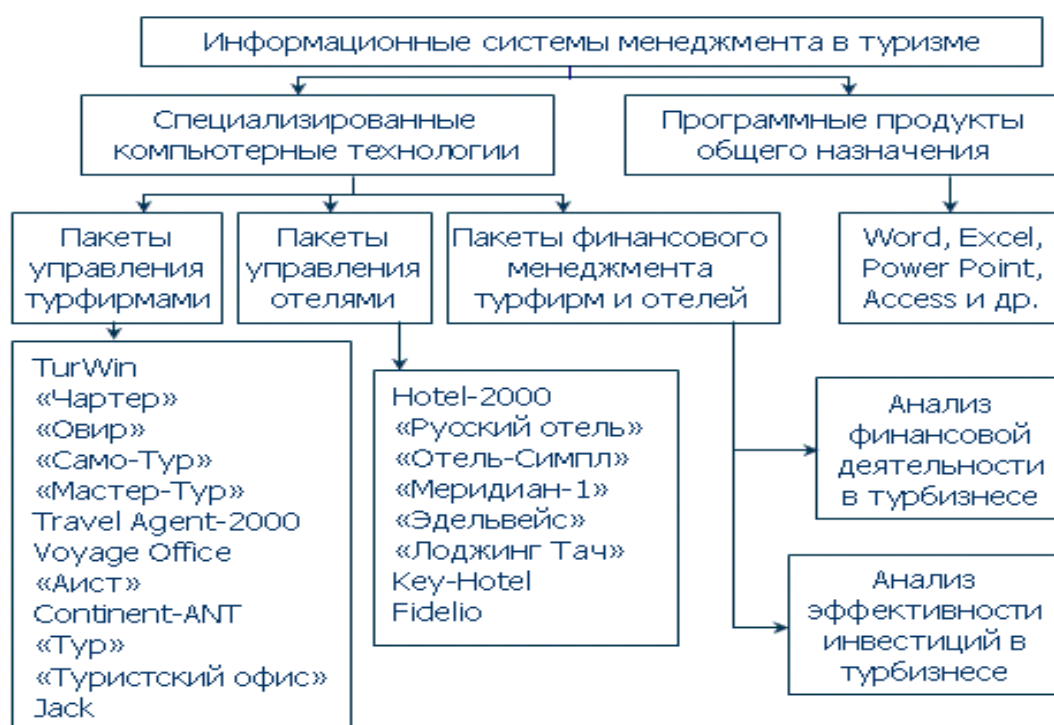 Информационные системы менеджмента в туризме
Специализированные
компьютерные технологии
Программные продукты
общего назначения
Пакеты
управления
турфирмами
Пакеты
управления
отелями
Пакеты финансового
менеджмента
турфирм и отелей
Word, Excel,
Power Point,
Access и др.
TurWin
«Чартер»
«Овир»
«Само-Тур»
«Мастер-Тур»
Travel Agent-2000
Voyage Office
«Аист»
Continent-ANT
«Тур»
«Туристский офис»
Jack
Hotel-2000
«Русский отель»
«Отель-Симпл»
«Меридиан-1»
«Эдельвейс»
«Лоджинг Тач»
Key-Hotel
Fidelio
Анализ
финансовой
деятельности
в турбизнесе
Анализ
эффективности
инвестиций в
турбизнесе